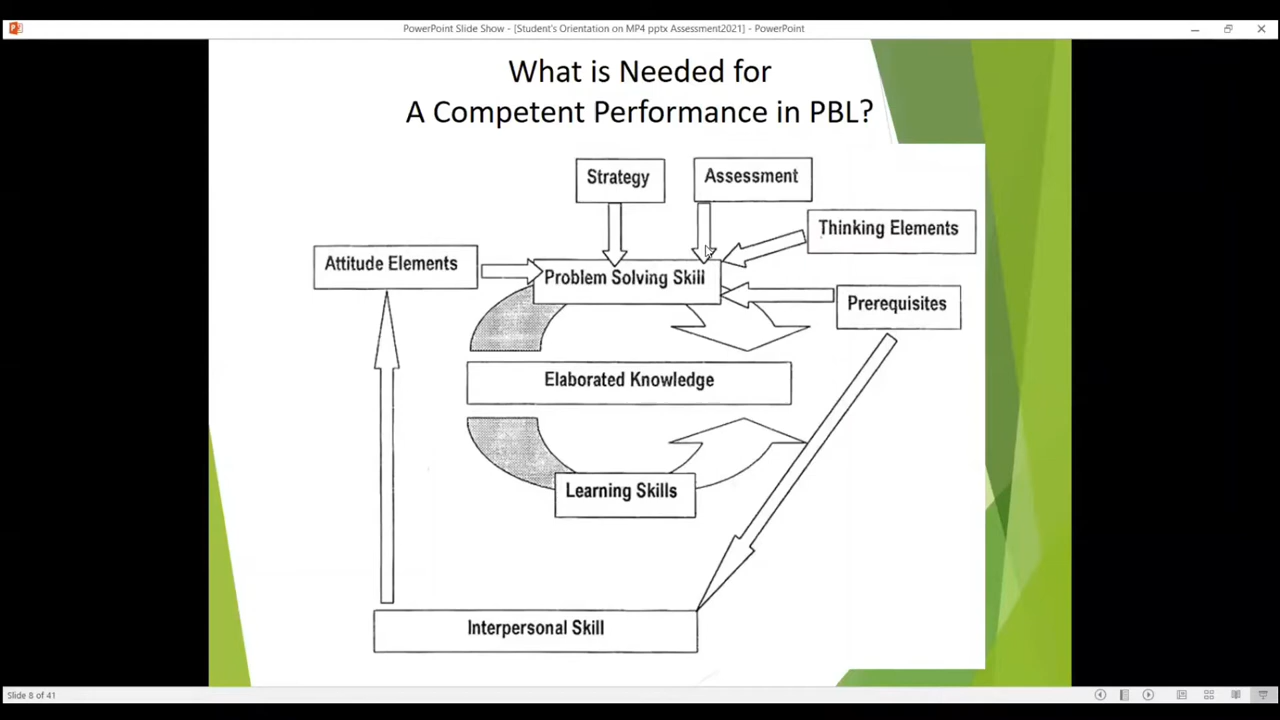 PowerPoint Slide Show - [Student's Orientation on MP4 pptx Assessment2021] - PowerPoint
What is Needed for
A Competent Performance in PBL?
Strategy
Assessment
Thinking Elements
Attitude Elements
Problem Solving Skill
Prerequisites
Elaborated Knowledge
Learning Skills
Interpersonal Skill
Slide 8 of 41